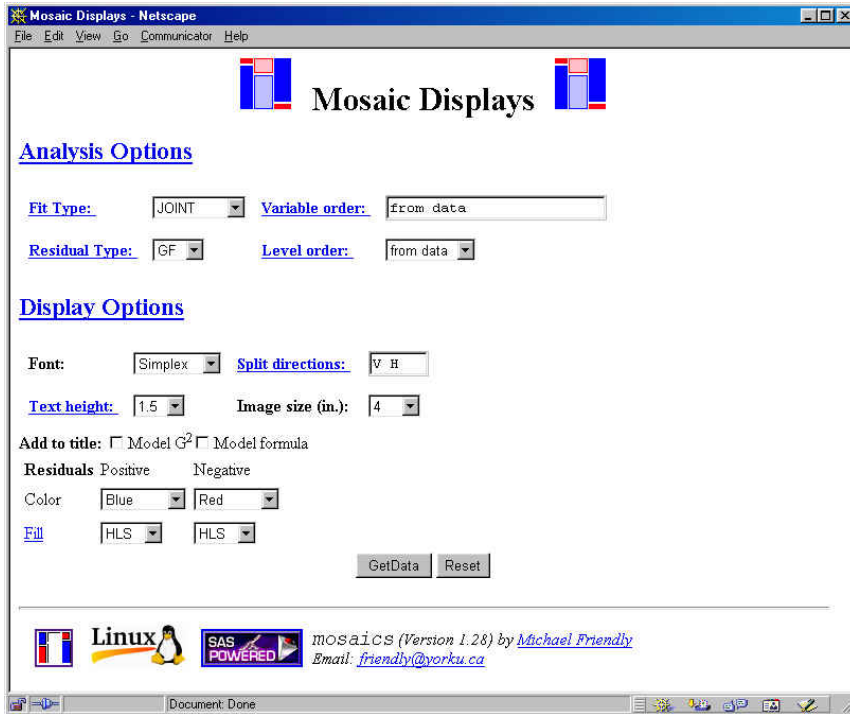 Mosaic Displays - Netscape
File Edit View Go Communicator Help
Mosaic Displays
Analysis Options
Fit Type: JOINT Variable order: from data
Residual Type: GF Level order: from data
Display Options
Font: Simplex Split directions: V H
Text height: 1.5 Image size (in.): 4
Add to title: Model G2 Model formula
Residuals Positive Negative
Color Blue Red
Fill HLS HLS
GetData Reset
Linux SAS POWERED mosaics (Version 1.28) by Michael Friendly
Email: friendly@yorku.ca
Document: Done